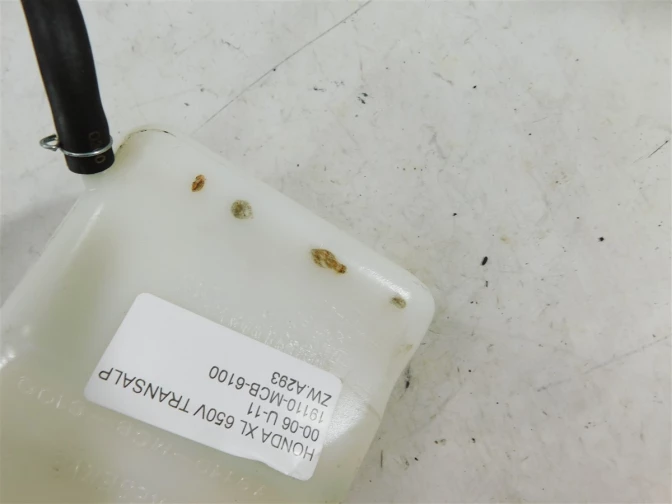 HONDA XL 650V TRANSALP
00-06 U-11
19110-MCB-6100
ZW.A293